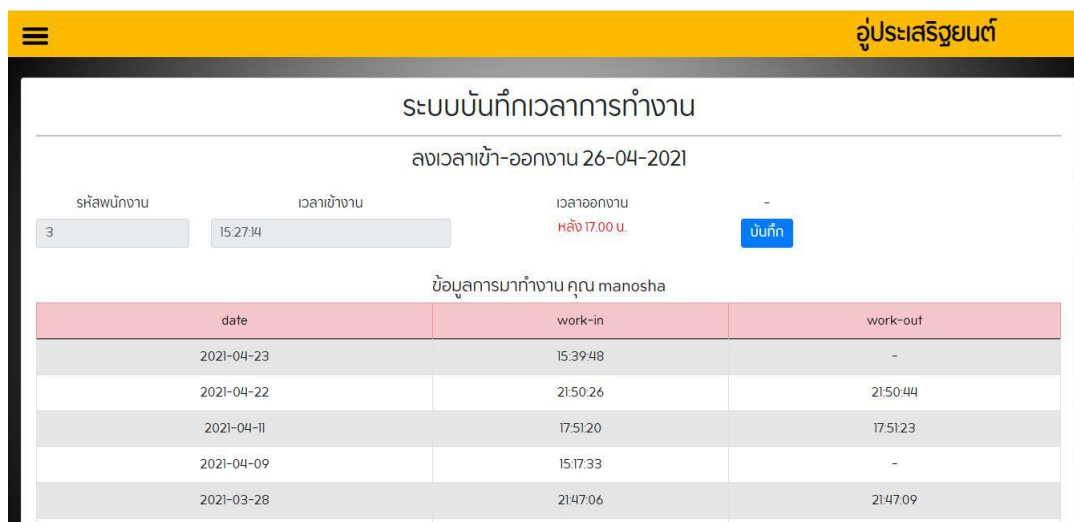 อู่ประเสริฐยนต์
ระบบบันทึกเวลาการทำงาน
ลงเวลาเข้า-ออกงาน 26-04-2021
รหัสพนักงาน เวลาเข้างาน เวลาออกงาน -
3 15:27:14 หลัง 17.00 น. บันทึก
ข้อมูลการมาทำงาน คุณ manosha
date work-in work-out
2021-04-23 15:39:48 -
2021-04-22 21:50:26 21:50:44
2021-04-11 17:51:20 17:51:23
2021-04-09 15:17:33 -
2021-03-28 21:47:06 21:47:09